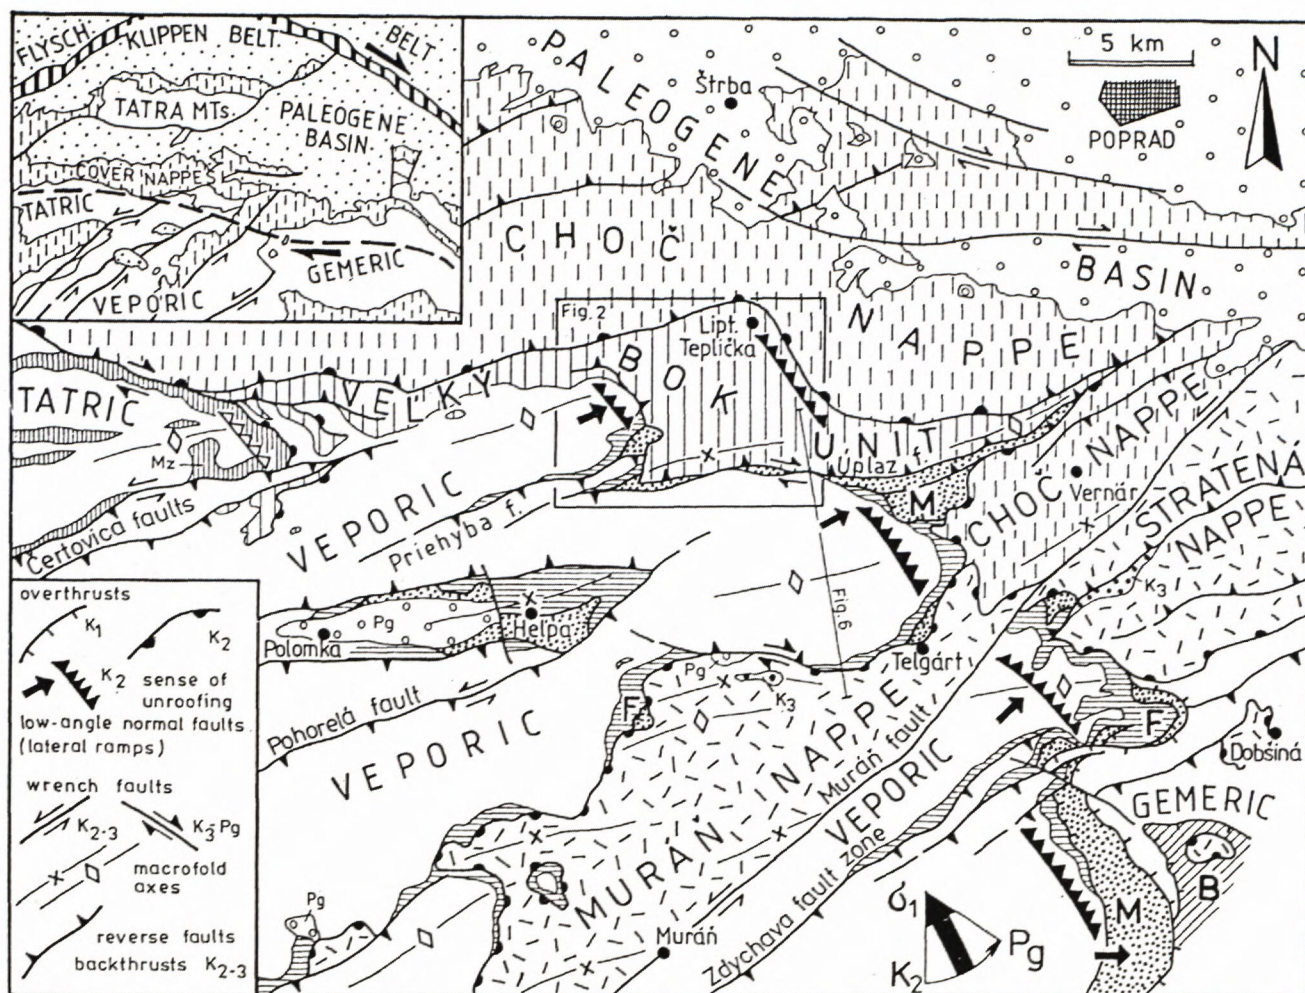 FLYSCH
BELT
KLIPPEN BELT
TATRA MTs.
PALEOGENE
BASIN
COVER NAPPES
TATRIC
GEMERIC
VEPORIC
PALEOGENE
BASIN
Štrba
5 km
POPRAD
N
CHOČ
NAPPE
Fig. 2
Lipt.
Teplička
VEĽKÝ
BOK
UNIT
TATRIC
Mz
Čertovica faults
VEPORIC
Priehyba f.
Úplaz f.
M
CHOČ
NAPPE
Vernár
STRATENÁ
NAPPE
K3
Fig. 6
Pg
Polomka
Helpa
Telgárt
Pohorelá fault
VEPORIC
F
Pg
K3
MURÁŇ NAPPE
Muráň fault
VEPORIC
Zdychava fault zone
F
Dobšiná
GEMERIC
B
M
Muráň
Pg
σ1
K2
Pg
overthrusts
K1
K2
K2 sense of
unroofing
low-angle normal faults
(lateral ramps)
wrench faults
K2-3
K3-Pg
macrofold
axes
reverse faults
backthrusts K2-3